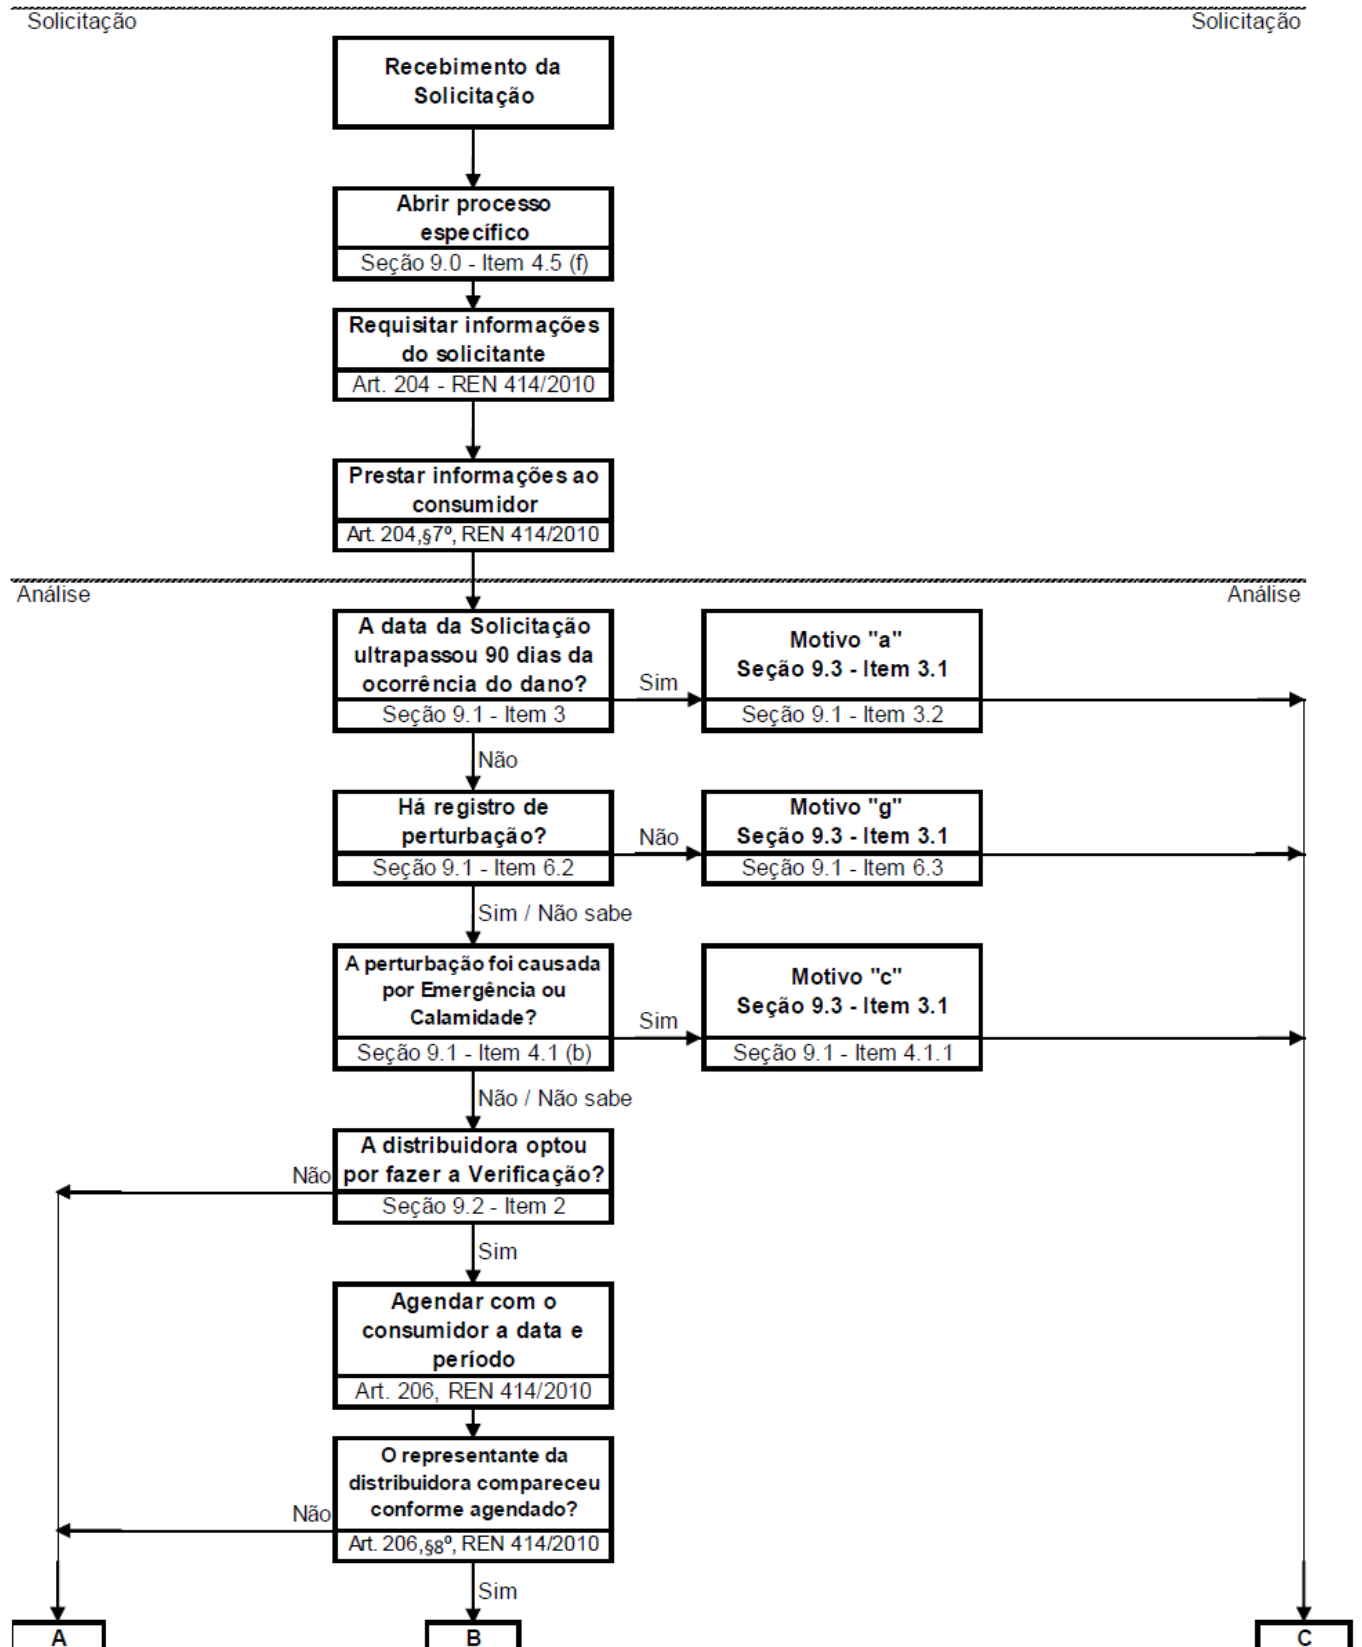 Solicitação
Solicitação
Recebimento da
Solicitação
Abrir processo
específico
Seção 9.0 - Item 4.5 (f)
Requisitar informações
do solicitante
Art. 204 - REN 414/2010
Prestar informações ao
consumidor
Art. 204,§7º, REN 414/2010
Análise
Análise
A data da Solicitação
ultrapassou 90 dias da
ocorrência do dano?
Seção 9.1 - Item 3
Sim
Motivo "a"
Seção 9.3 - Item 3.1
Seção 9.1 - Item 3.2
Não
Há registro de
perturbação?
Seção 9.1 - Item 6.2
Não
Motivo "g"
Seção 9.3 - Item 3.1
Seção 9.1 - Item 6.3
Sim / Não sabe
A perturbação foi causada
por Emergência ou
Calamidade?
Seção 9.1 - Item 4.1 (b)
Sim
Motivo "c"
Seção 9.3 - Item 3.1
Seção 9.1 - Item 4.1.1
Não / Não sabe
A distribuidora optou
por fazer a Verificação?
Seção 9.2 - Item 2
Não
Sim
Agendar com o
consumidor a data e
período
Art. 206, REN 414/2010
O representante da
distribuidora compareceu
conforme agendado?
Art. 206,§8º, REN 414/2010
Não
Sim
A
B
C